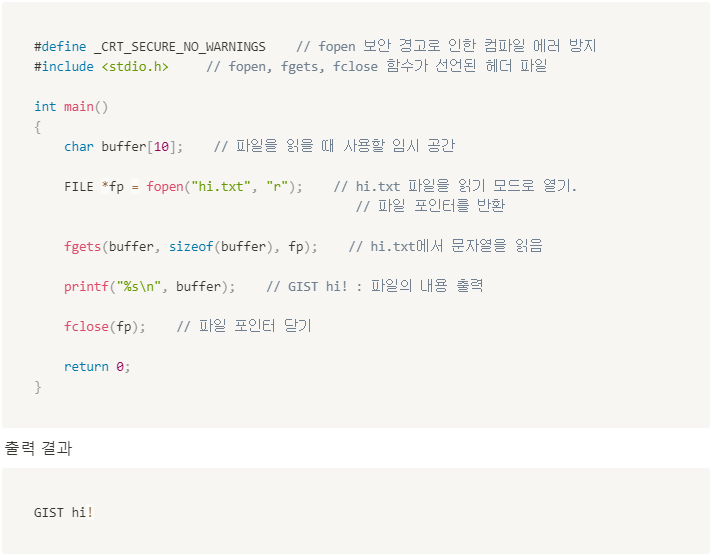 #define _CRT_SECURE_NO_WARNINGS    // fopen 보안 경고로 인한 컴파일 에러 방지
#include <stdio.h>     // fopen, fgets, fclose 함수가 선언된 헤더 파일
int main()
{
    char buffer[10];    // 파일을 읽을 때 사용할 임시 공간
    FILE *fp = fopen("hi.txt", "r");    // hi.txt 파일을 읽기 모드로 열기.
                                           // 파일 포인터를 반환
    fgets(buffer, sizeof(buffer), fp);    // hi.txt에서 문자열을 읽음
    printf("%s\n", buffer);    // GIST hi! : 파일의 내용 출력
    fclose(fp);    // 파일 포인터 닫기
    return 0;
}
출력 결과
GIST hi!